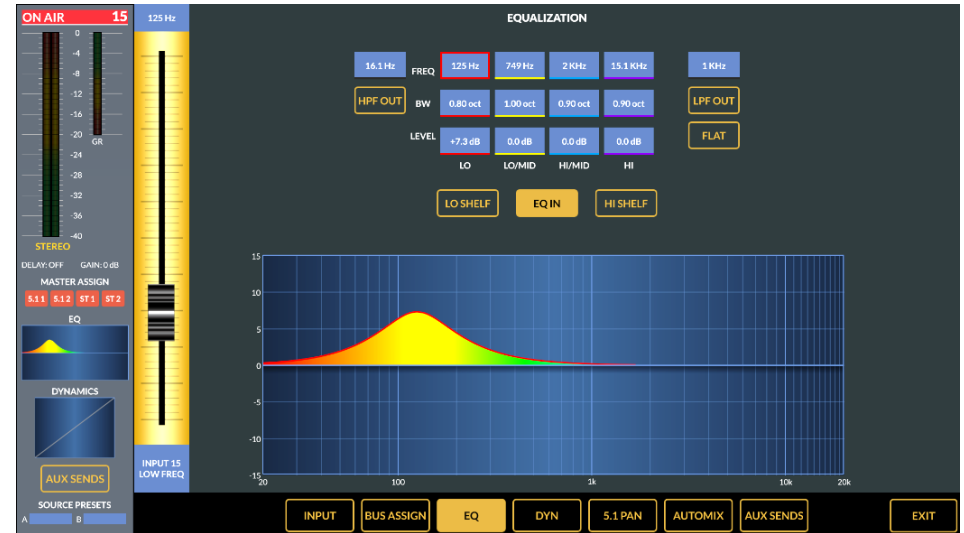 ON AIR 15
0
-4
-8
-12
-16
-20
GR
-24
-28
-32
-36
-40
STEREO
DELAY: OFF GAIN: 0 dB
MASTER ASSIGN
5.1 1 5.1 2 ST 1 ST 2
EQ
DYNAMICS
AUX SENDS
SOURCE PRESETS
A B
125 Hz
INPUT 15
LOW FREQ
EQUALIZATION
16.1 Hz FREQ 125 Hz 749 Hz 2 KHz 15.1 KHz 1 KHz
HPF OUT BW 0.80 oct 1.00 oct 0.90 oct 0.90 oct LPF OUT
LEVEL +7.3 dB 0.0 dB 0.0 dB 0.0 dB FLAT
LO LO/MID HI/MID HI
LO SHELF EQ IN HI SHELF
15
10
5
0
-5
-10
-15
20 100 1k 10k 20k
INPUT BUS ASSIGN EQ DYN 5.1 PAN AUTOMIX AUX SENDS EXIT